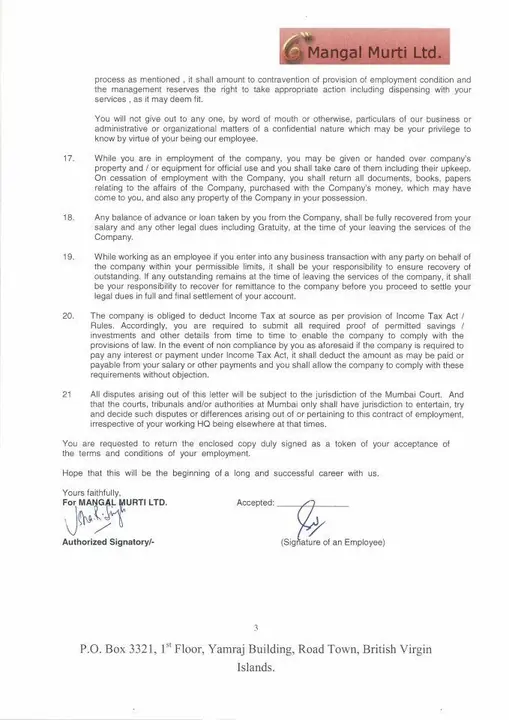 Mangal Murti Ltd.
process as mentioned , it shall amount to contravention of provision of employment condition and
the management reserves the right to take appropriate action including dispensing with your
services , as it may deem fit.
You will not give out to any one, by word of mouth or otherwise, particulars of our business or
administrative or organizational matters of a confidential nature which may be your privilege to
know by virtue of your being our employee.
17. While you are in employment of the company, you may be given or handed over company's
property and / or equipment for official use and you shall take care of them including their upkeep.
On cessation of employment with the Company, you shall return all documents, books, papers
relating to the affairs of the Company, purchased with the Company's money, which may have
come to you, and also any property of the Company in your possession.
18. Any balance of advance or loan taken by you from the Company, shall be fully recovered from your
salary and any other legal dues including Gratuity, at the time of your leaving the services of the
Company.
19. While working as an employee if you enter into any business transaction with any party on behalf of
the company within your permissible limits, it shall be your responsibility to ensure recovery of
outstanding. If any outstanding remains at the time of leaving the services of the company, it shall
be your responsibility to recover for remittance to the company before you proceed to settle your
legal dues in full and final settlement of your account.
20. The company is obliged to deduct Income Tax at source as per provision of Income Tax Act /
Rules. Accordingly, you are required to submit all required proof of permitted savings /
investments and other details from time to time to enable the company to comply with the
provisions of law. In the event of non compliance by you as aforesaid if the company is required to
pay any interest or payment under Income Tax Act, it shall deduct the amount as may be paid or
payable from your salary or other payments and you shall allow the company to comply with these
requirements without objection.
21 All disputes arising out of this letter will be subject to the jurisdiction of the Mumbai Court. And
that the courts, tribunals and/or authorities at Mumbai only shall have jurisdiction to entertain, try
and decide such disputes or differences arising out of or pertaining to this contract of employment,
irrespective of your working HQ being elsewhere at that times.
You are requested to return the enclosed copy duly signed as a token of your acceptance of
the terms and conditions of your employment.
Hope that this will be the beginning of a long and successful career with us.
Yours faithfully,
For MANGAL MURTI LTD. Accepted:
Authorized Signatory/- (Signature of an Employee)
3
P.O. Box 3321, 1st Floor, Yamraj Building, Road Town, British Virgin
Islands.